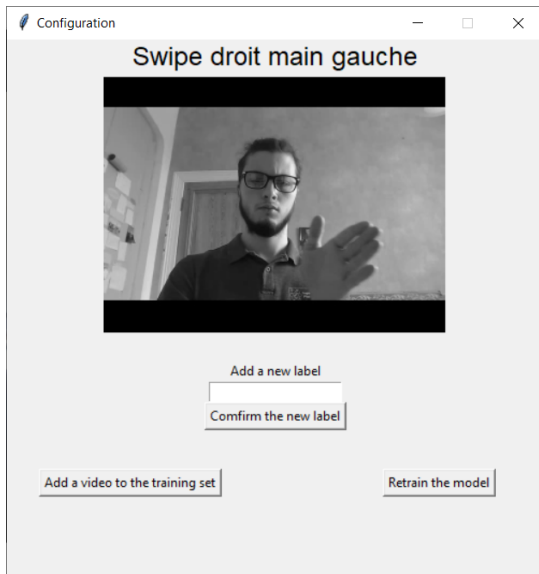 Configuration
Swipe droit main gauche
Add a new label
Comfirm the new label
Add a video to the training set
Retrain the model